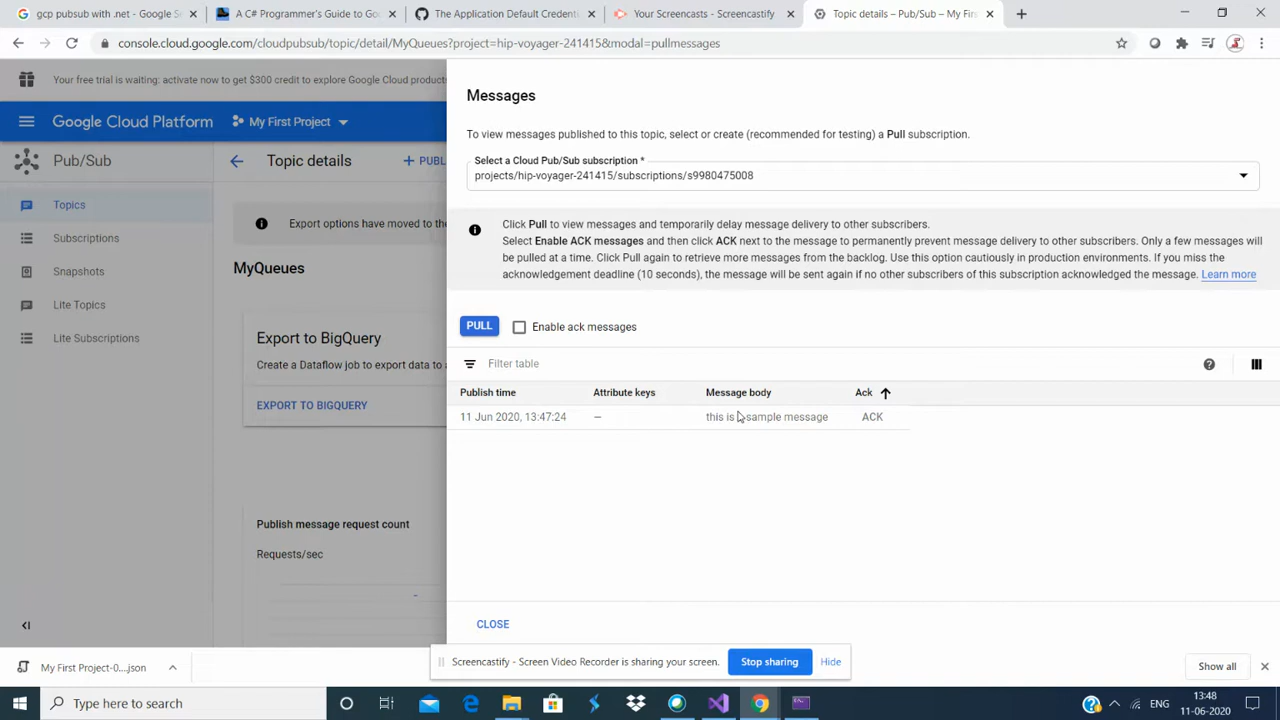 gcp pubsub with .net - Google S
A C# Programmer's Guide to Go
The Application Default Credenti
Your Screencasts - Screencastify
Topic details – Pub/Sub – My Firs
console.cloud.google.com/cloudpubsub/topic/detail/MyQueues?project=hip-voyager-241415&modal=pullmessages
Your free trial is waiting: activate now to get $300 credit to explore Google Cloud product
Google Cloud Platform
My First Project
Pub/Sub
Topic details
+ PUBL
Topics
Subscriptions
Snapshots
Lite Topics
Lite Subscriptions
Export options have moved to the
MyQueues
Export to BigQuery
Create a Dataflow job to export data to
EXPORT TO BIGQUERY
Publish message request count
Requests/sec
Messages
To view messages published to this topic, select or create (recommended for testing) a Pull subscription.
Select a Cloud Pub/Sub subscription *
projects/hip-voyager-241415/subscriptions/s9980475008
Click Pull to view messages and temporarily delay message delivery to other subscribers.
Select Enable ACK messages and then click ACK next to the message to permanently prevent message delivery to other subscribers. Only a few messages will
be pulled at a time. Click Pull again to retrieve more messages from the backlog. Use this option cautiously in production environments. If you miss the
acknowledgement deadline (10 seconds), the message will be sent again if no other subscribers of this subscription acknowledged the message. Learn more
PULL
Enable ack messages
Filter table
Publish time Attribute keys Message body Ack
11 Jun 2020, 13:47:24 — this is sample message ACK
CLOSE
Screencastify - Screen Video Recorder is sharing your screen.
Stop sharing
Hide
My First Project-0....json
Show all
Type here to search
ENG
13:48
11-06-2020